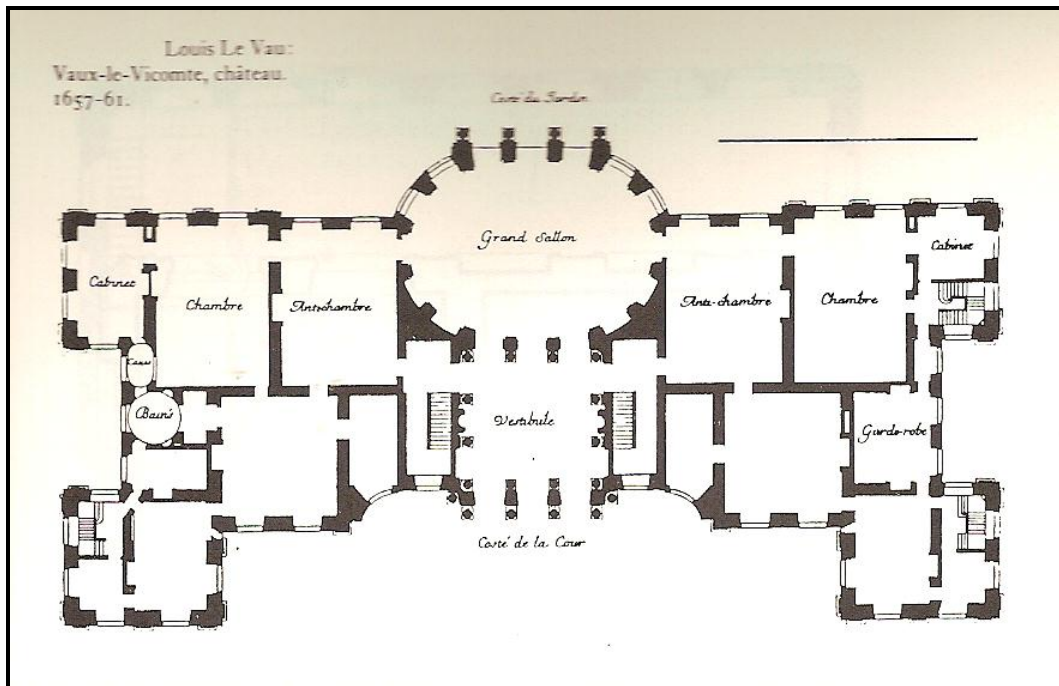 Louis Le Vau:
Vaux-le-Vicomte, château.
1657-61.
Costé du Jardin
Grand Sallon
Cabinet
Chambre
Antichambre
Anti-chambre
Chambre
Cabinet
Bains
Vestibule
Garde-robe
Costé de la Cour